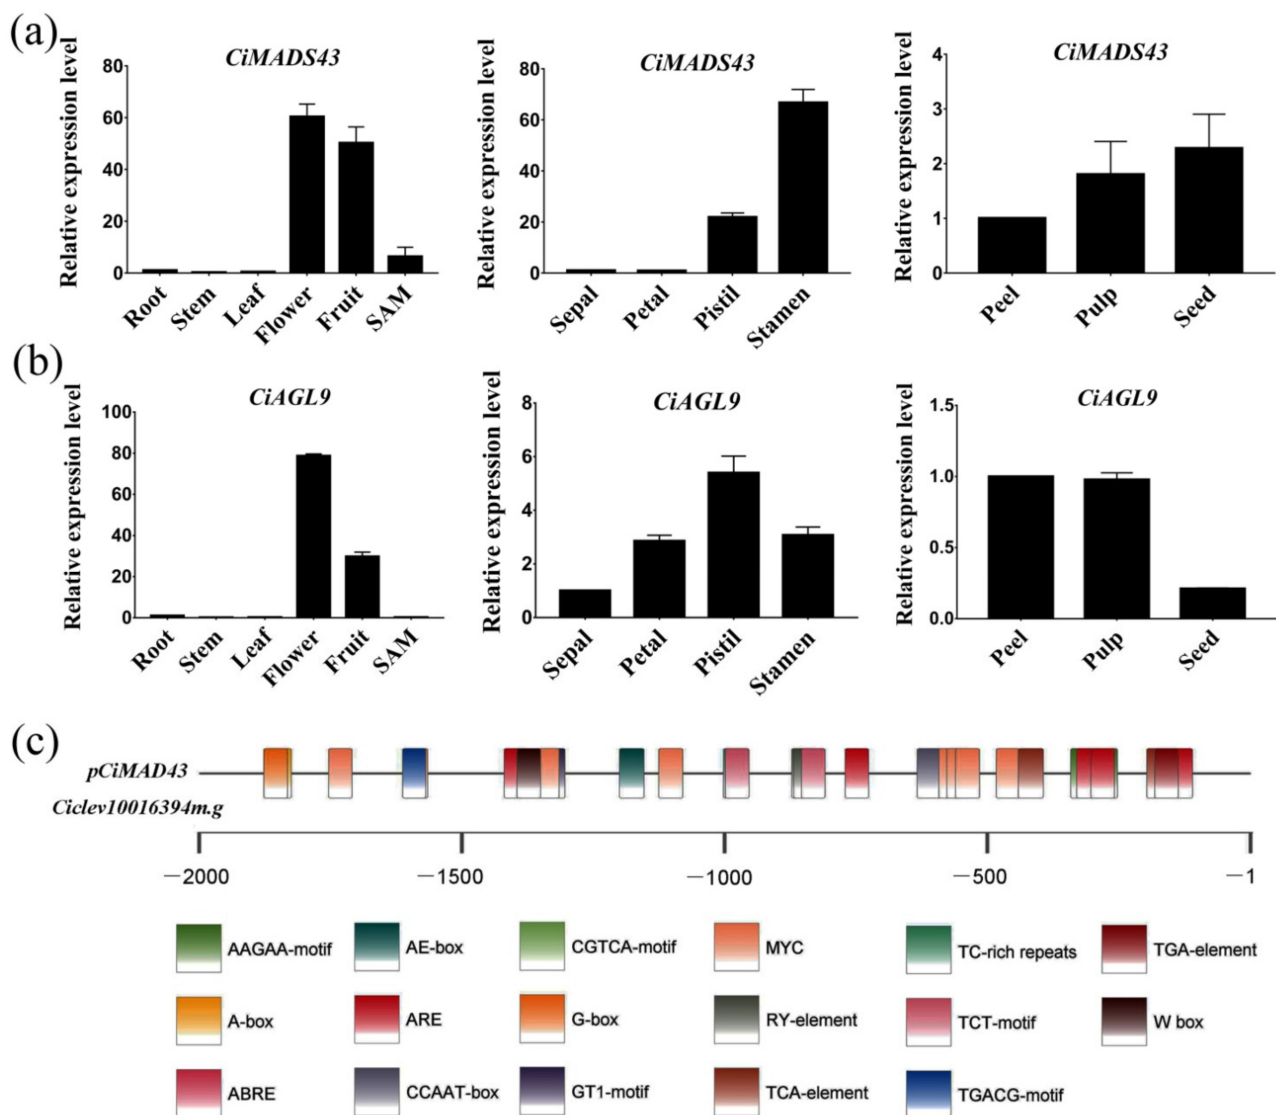 (a)
CiMADS43
Relative expression level
80
60
40
20
0
Root
Stem
Leaf
Flower
Fruit
SAM
CiMADS43
Relative expression level
80
60
40
20
0
Sepal
Petal
Pistil
Stamen
CiMADS43
Relative expression level
4
3
2
1
0
Peel
Pulp
Seed
(b)
CiAGL9
Relative expression level
100
80
60
40
20
0
Root
Stem
Leaf
Flower
Fruit
SAM
CiAGL9
Relative expression level
8
6
4
2
0
Sepal
Petal
Pistil
Stamen
CiAGL9
Relative expression level
1.5
1.0
0.5
0.0
Peel
Pulp
Seed
(c)
pCiMAD43
Ciclev10016394m.g
—2000
—1500
—1000
—500
—1
AAGAA-motif
AE-box
CGTCA-motif
MYC
TC-rich repeats
TGA-element
A-box
ARE
G-box
RY-element
TCT-motif
W box
ABRE
CCAAT-box
GT1-motif
TCA-element
TGACG-motif